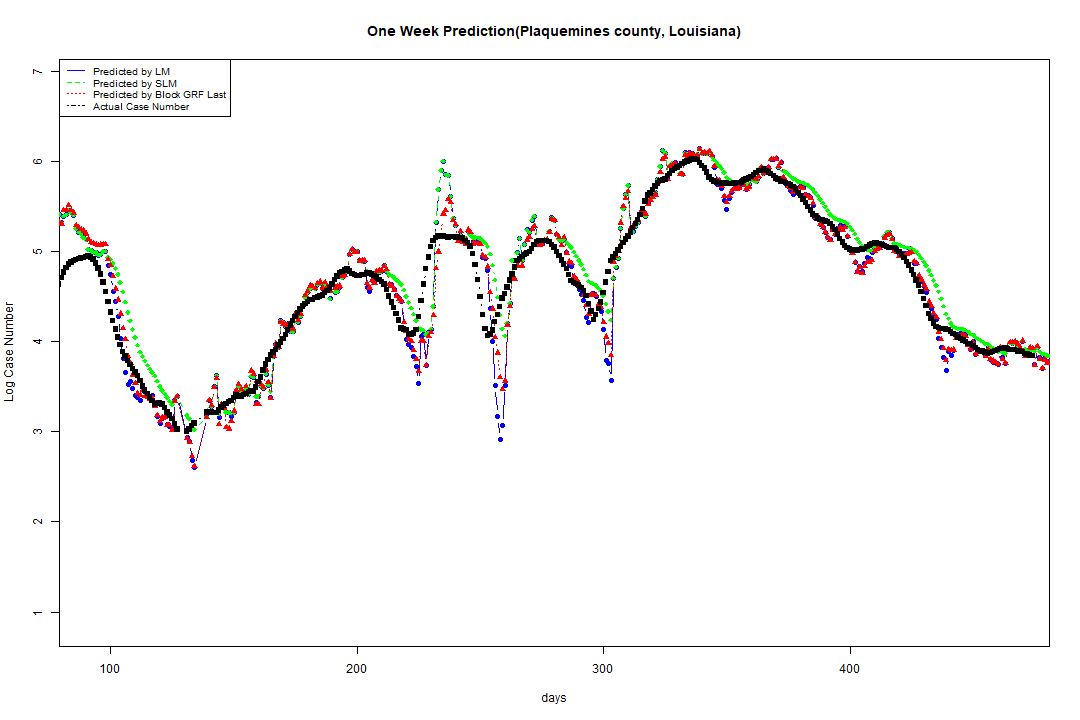 One Week Prediction(Plaquemines county, Louisiana)
Predicted by LM
Predicted by SLM
Predicted by Block GRF Last
Actual Case Number
Log Case Number
7
6
5
4
3
2
1
100 200 300 400
days